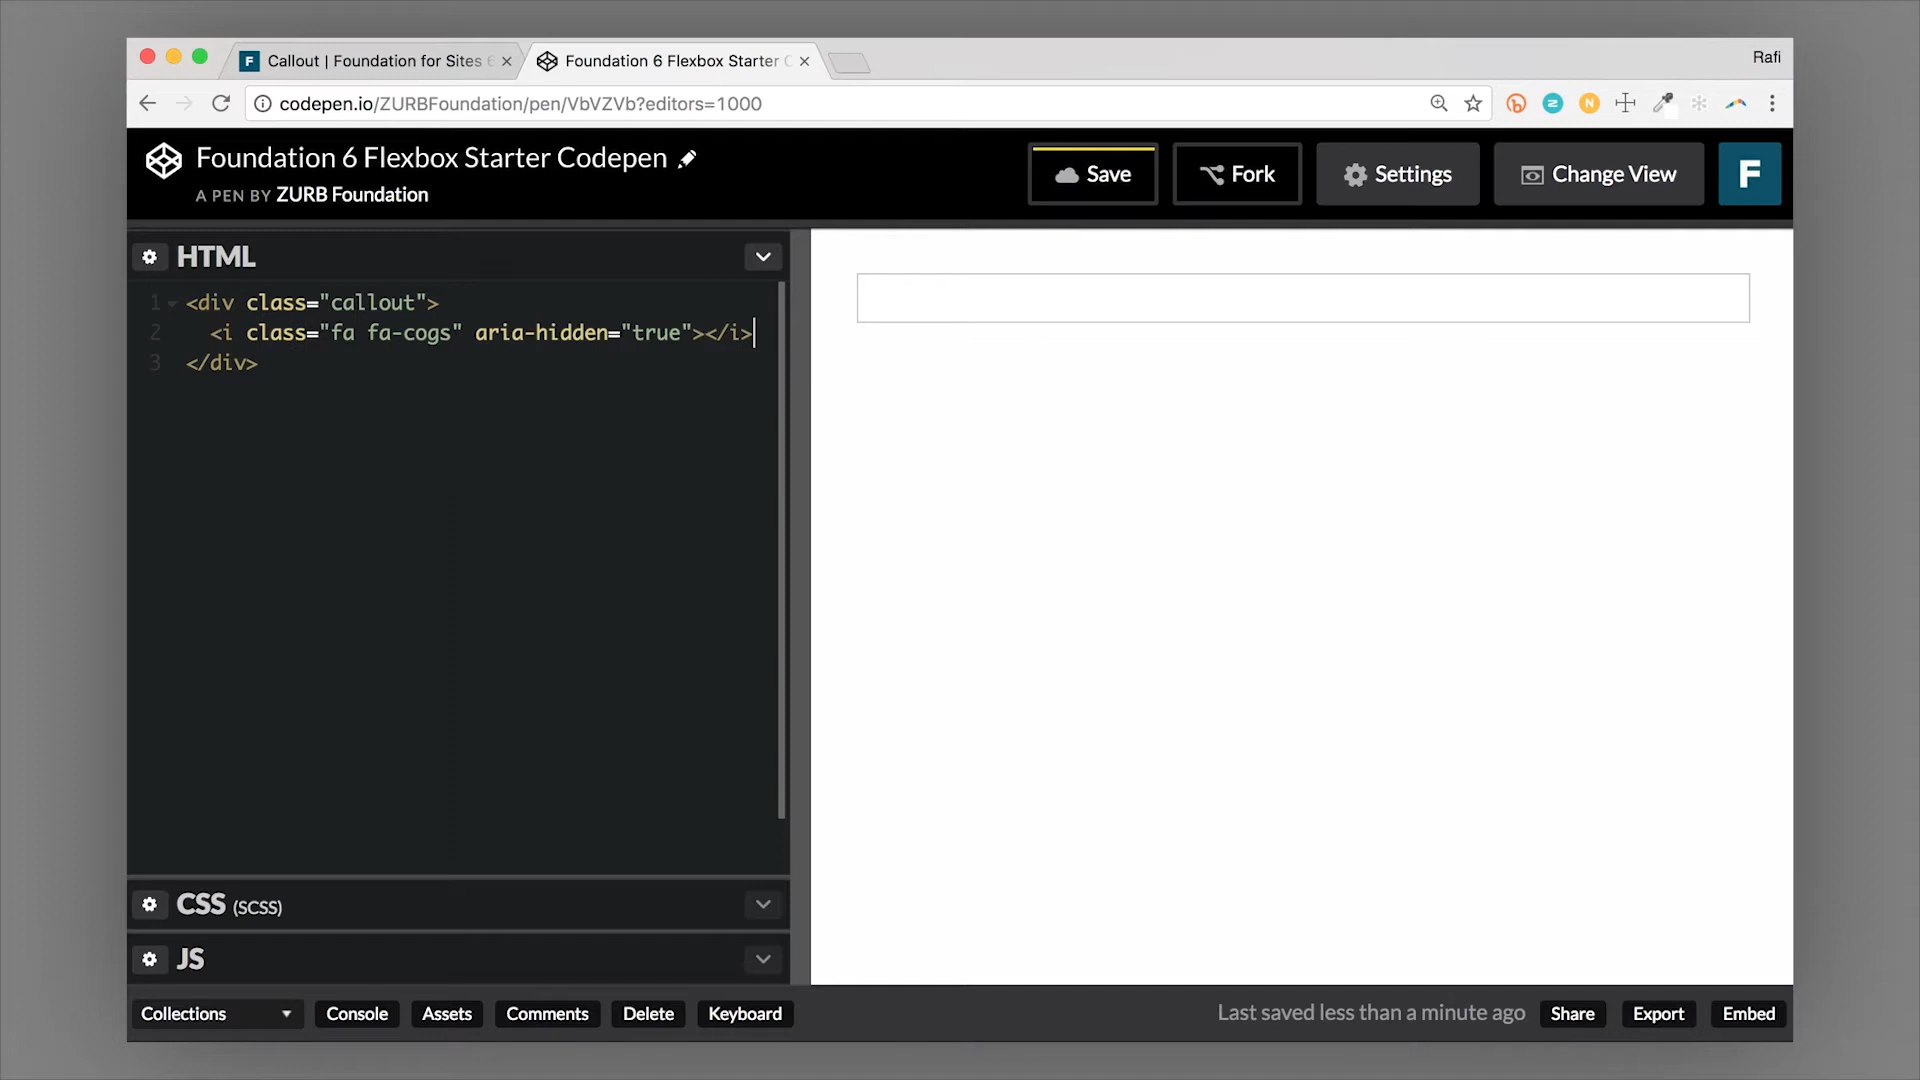 Rafi
Callout | Foundation for Sites 6
Foundation 6 Flexbox Starter C
codepen.io/ZURBFoundation/pen/VbVZVb?editors=1000
Foundation 6 Flexbox Starter Codepen
A PEN BY ZURB Foundation
Save
Fork
Settings
Change View
HTML
1 <div class="callout">
2 <i class="fa fa-cogs" aria-hidden="true"></i>
3 </div>
CSS (SCSS)
JS
Collections
Console
Assets
Comments
Delete
Keyboard
Last saved less than a minute ago
Share
Export
Embed